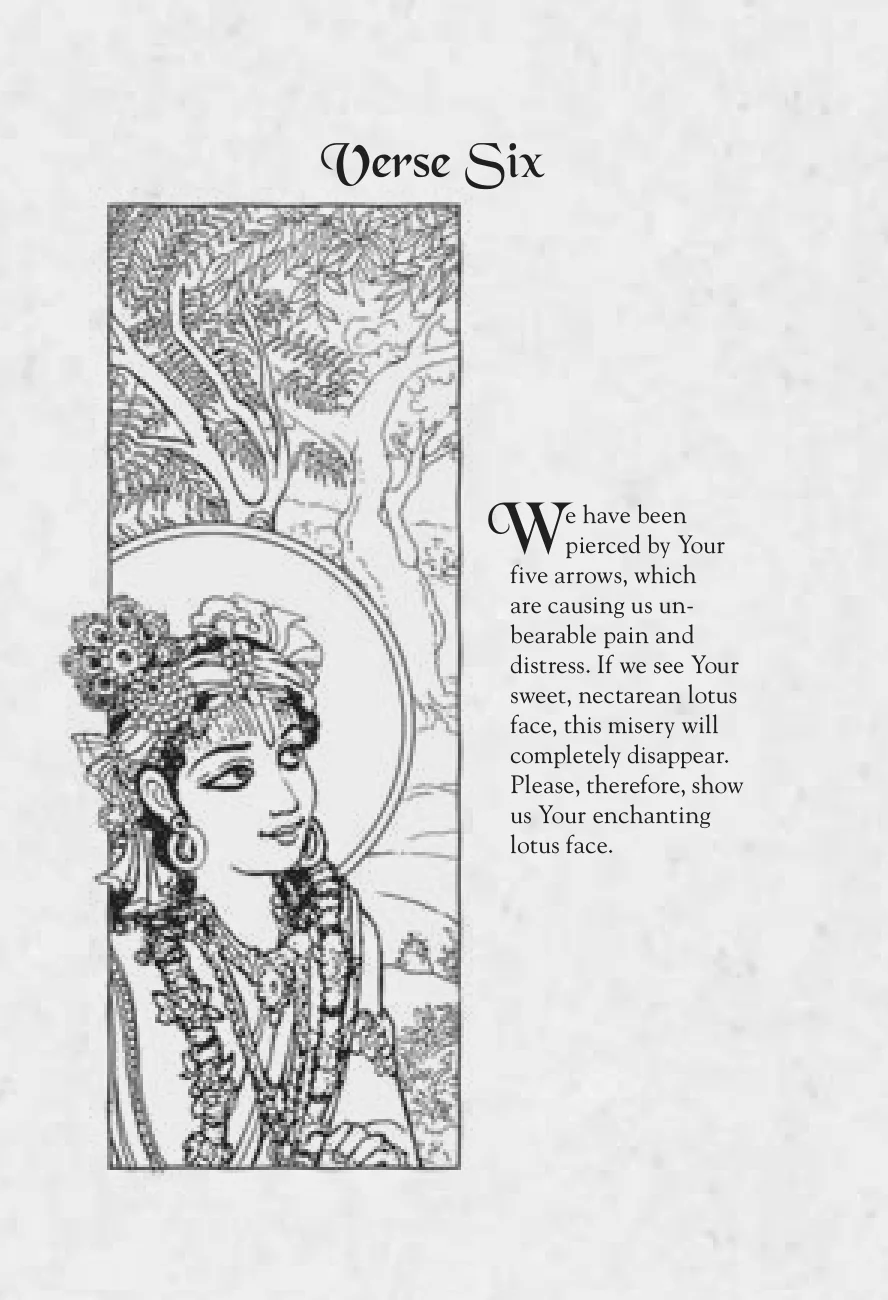 Verse Six
We have been
pierced by Your
five arrows, which
are causing us un-
bearable pain and
distress. If we see Your
sweet, nectarean lotus
face, this misery will
completely disappear.
Please, therefore, show
us Your enchanting
lotus face.